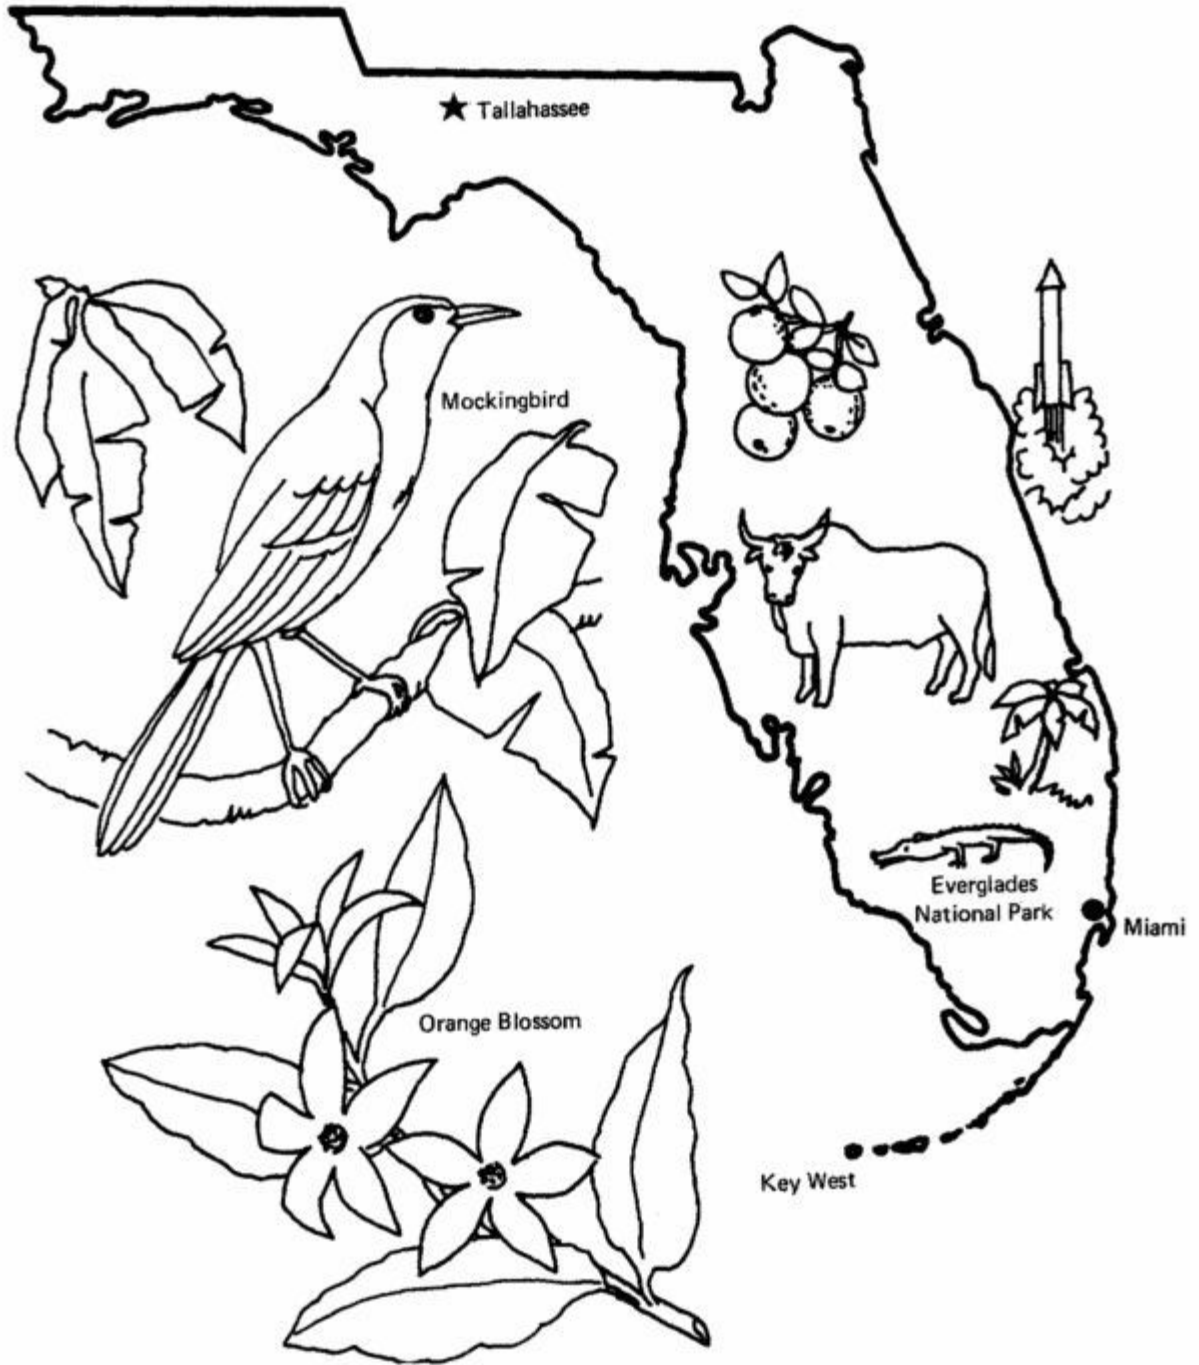 Tallahassee
Mockingbird
Everglades
National Park
Miami
Orange Blossom
Key West